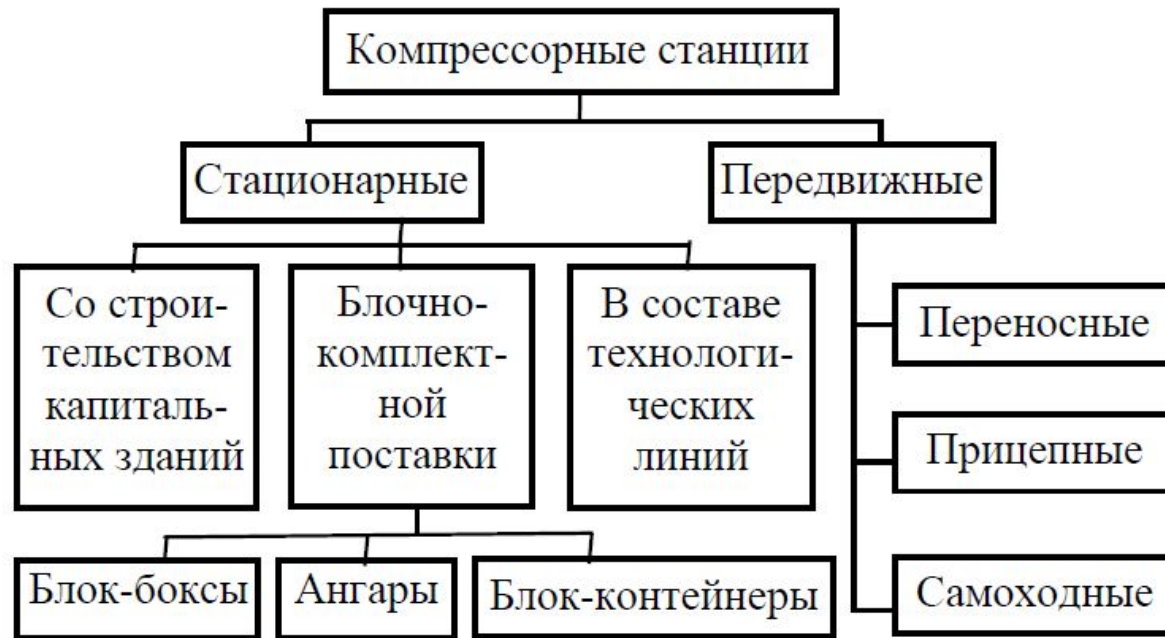 Компрессорные станции
Стационарные
Передвижные
Со строи-
тельством
капиталь-
ных зданий
Блочно-
комплект-
ной
поставки
В составе
технологи-
ческих
линий
Переносные
Прицепные
Самоходные
Блок-боксы
Ангары
Блок-контейнеры